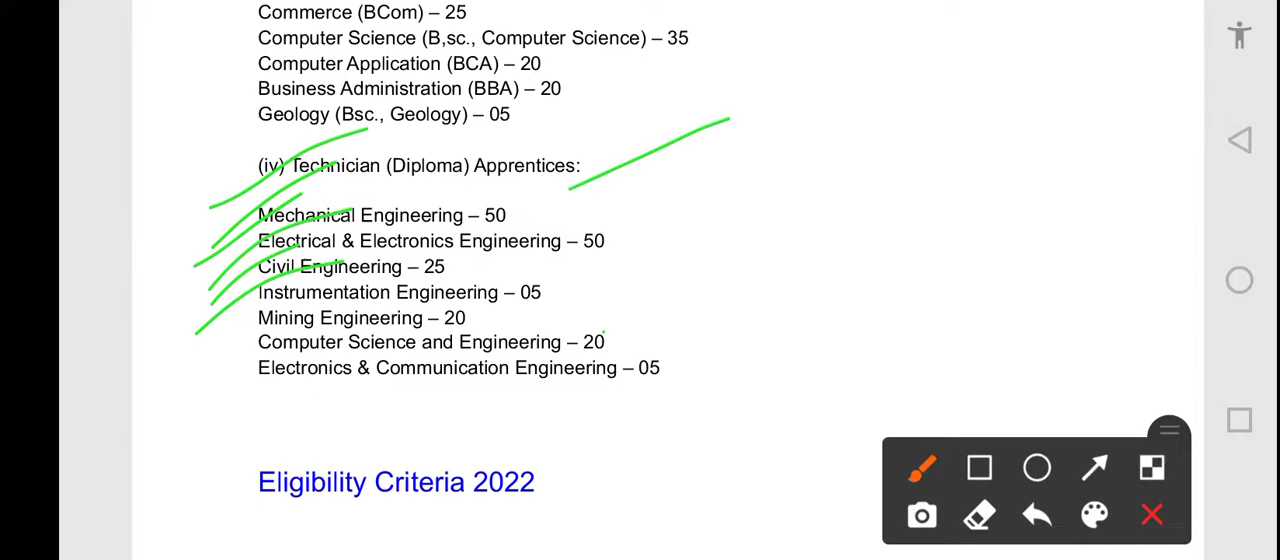 Commerce (BCom) – 25
Computer Science (B,sc., Computer Science) – 35
Computer Application (BCA) – 20
Business Administration (BBA) – 20
Geology (Bsc., Geology) – 05
(iv) Technician (Diploma) Apprentices:
Mechanical Engineering – 50
Electrical & Electronics Engineering – 50
Civil Engineering – 25
Instrumentation Engineering – 05
Mining Engineering – 20
Computer Science and Engineering – 20
Electronics & Communication Engineering – 05
Eligibility Criteria 2022